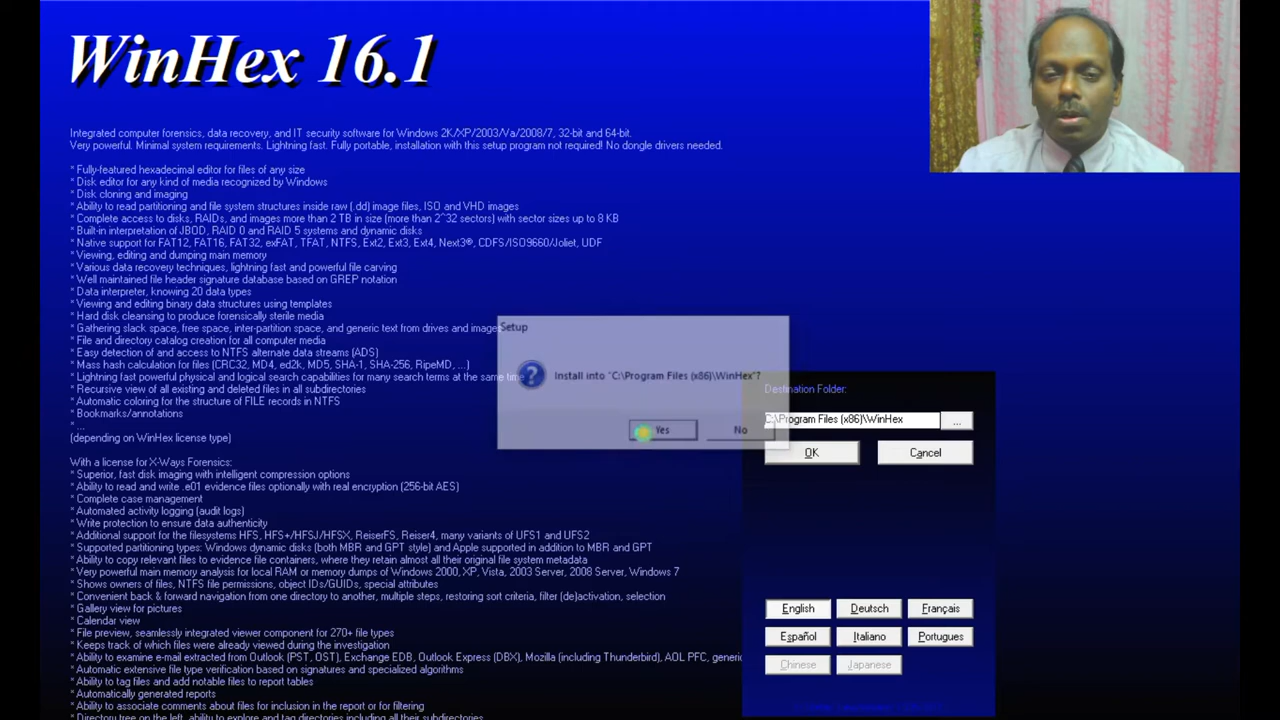 WinHex 16.1
Integrated computer forensics, data recovery, and IT security software for Windows 2K/XP/2003/Va/2008/7, 32-bit and 64-bit.
Very powerful. Minimal system requirements. Lightning fast. Fully portable, installation with this setup program not required! No dongle drivers needed.
* Fully-featured hexadecimal editor for files of any size
* Disk editor for any kind of media recognized by Windows
* Disk cloning and imaging
* Ability to read partition and file system structures inside raw (.dd) image files, ISO and VHD images
* Complete access to disks, RAIDs, and images more than 2 TB in size (more than 2^32 sectors) with sector sizes up to 8 KB
* Built-in interpretation of JBOD, RAID 0 and RAID 5 systems and dynamic disks
* Native support for FAT12, FAT16, FAT32, exFAT, TFAT, NTFS, Ext2, Ext3, Ext4, Next3®, CDFS/ISO9660/Joliet, UDF
* Viewing, editing and dumping main memory
* Various data recovery techniques, lightning fast and powerful file carving
* Well maintained file header signature database based on GREP notation
* Data interpreter, knowing 20 data types
* Viewing and editing binary data structures using templates
* Hard disk cleansing to produce forensically sterile media
* Gathering slack space, free space, inter-partition space, and generic text from drives and image
* File and directory catalog creation for all computer media
* Easy detection of and access to NTFS alternate data streams (ADS)
* Mass hash calculation for files (CRC32, MD4, ed2k, MD5, SHA-1, SHA-256, RipeMD, ...)
* Lightning fast powerful physical and logical search capabilities for many search terms at the same time
* Recursive view of all existing and deleted files in all subdirectories
* Automatic coloring for the structure of FILE records in NTFS
* Bookmarks/annotations
* ...
(depending on WinHex license type)
With a license for X-Ways Forensics:
* Superior, fast disk imaging with intelligent compression options
* Ability to read and write .e01 evidence files optionally with real encryption (256-bit AES)
* Complete case management
* Automated activity logging (audit logs)
* Write protection to ensure data authenticity
* Additional support for the filesystems HFS, HFS+/HFSJ/HFSX, ReiserFS, Reiser4, many variants of UFS1 and UFS2
* Supported partitioning types: Windows dynamic disks (both MBR and GPT style) and Apple supported in addition to MBR and GPT
* Ability to copy relevant files to evidence file containers, where they retain almost all their original file system metadata
* Very powerful main memory analysis for local RAM or memory dumps of Windows 2000, XP, Vista, 2003 Server, 2008 Server, Windows 7
* Shows owners of files, NTFS file permissions, object IDs/GUIDs, special attributes
* Convenient back & forward navigation from one directory to another, multiple steps, restoring sort criteria, filter (de)activation, selection
* Gallery view for pictures
* Calendar view
* File preview, seamlessly integrated viewer component for 270+ file types
* Keeps track of which files were already viewed during the investigation
* Ability to examine e-mail extracted from Outlook (PST, OST), Exchange EDB, Outlook Express (DBX), Mozilla (including Thunderbird), AOL PFC, generic
* Automatic extensive file type verification based on signatures and specialized algorithms
* Ability to tag files and add notable files to report tables
* Automatically generated reports
* Ability to associate comments about files for inclusion in the report or for filtering
* Directory tree on the left, ability to explore and tag directories including all their subdirectories
Setup
Install into "C:\Program Files (x86)\WinHex"?
Yes No
Destination Folder:
C:\Program Files (x86)\WinHex ...
OK Cancel
English Deutsch Français
Español Italiano Portugues
Chinese Japanese